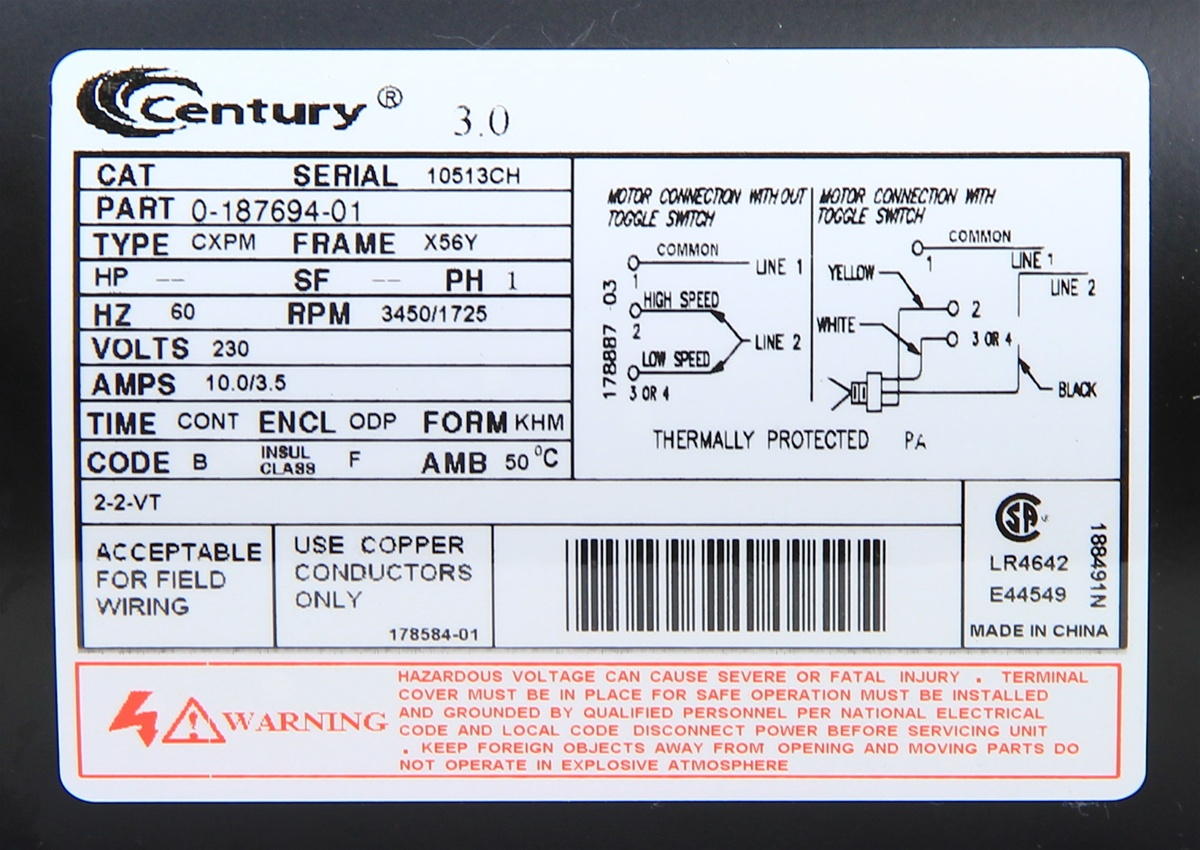 Century ® 3.0
CAT SERIAL 10513CH
PART 0-187694-01
TYPE CXPM FRAME X56Y
HP -- SF -- PH 1
HZ 60 RPM 3450/1725
VOLTS 230
AMPS 10.0/3.5
TIME CONT ENCL ODP FORM KHM
CODE B INSUL CLASS F AMB 50°C
MOTOR CONNECTION WITH OUT
TOGGLE SWITCH
COMMON
1
LINE 1
HIGH SPEED
2
LINE 2
LOW SPEED
3 OR 4
178887 03
MOTOR CONNECTION WITH
TOGGLE SWITCH
COMMON
1
LINE 1
LINE 2
YELLOW
2
WHITE
3 OR 4
BLACK
THERMALLY PROTECTED PA
2-2-VT
ACCEPTABLE
FOR FIELD
WIRING
USE COPPER
CONDUCTORS
ONLY
178584-01
SA
LR4642
E44549
188491N
MADE IN CHINA
WARNING
HAZARDOUS VOLTAGE CAN CAUSE SEVERE OR FATAL INJURY . TERMINAL
COVER MUST BE IN PLACE FOR SAFE OPERATION MUST BE INSTALLED
AND GROUNDED BY QUALIFIED PERSONNEL PER NATIONAL ELECTRICAL
CODE AND LOCAL CODE DISCONNECT POWER BEFORE SERVICING UNIT
. KEEP FOREIGN OBJECTS AWAY FROM OPENING AND MOVING PARTS DO
NOT OPERATE IN EXPLOSIVE ATMOSPHERE